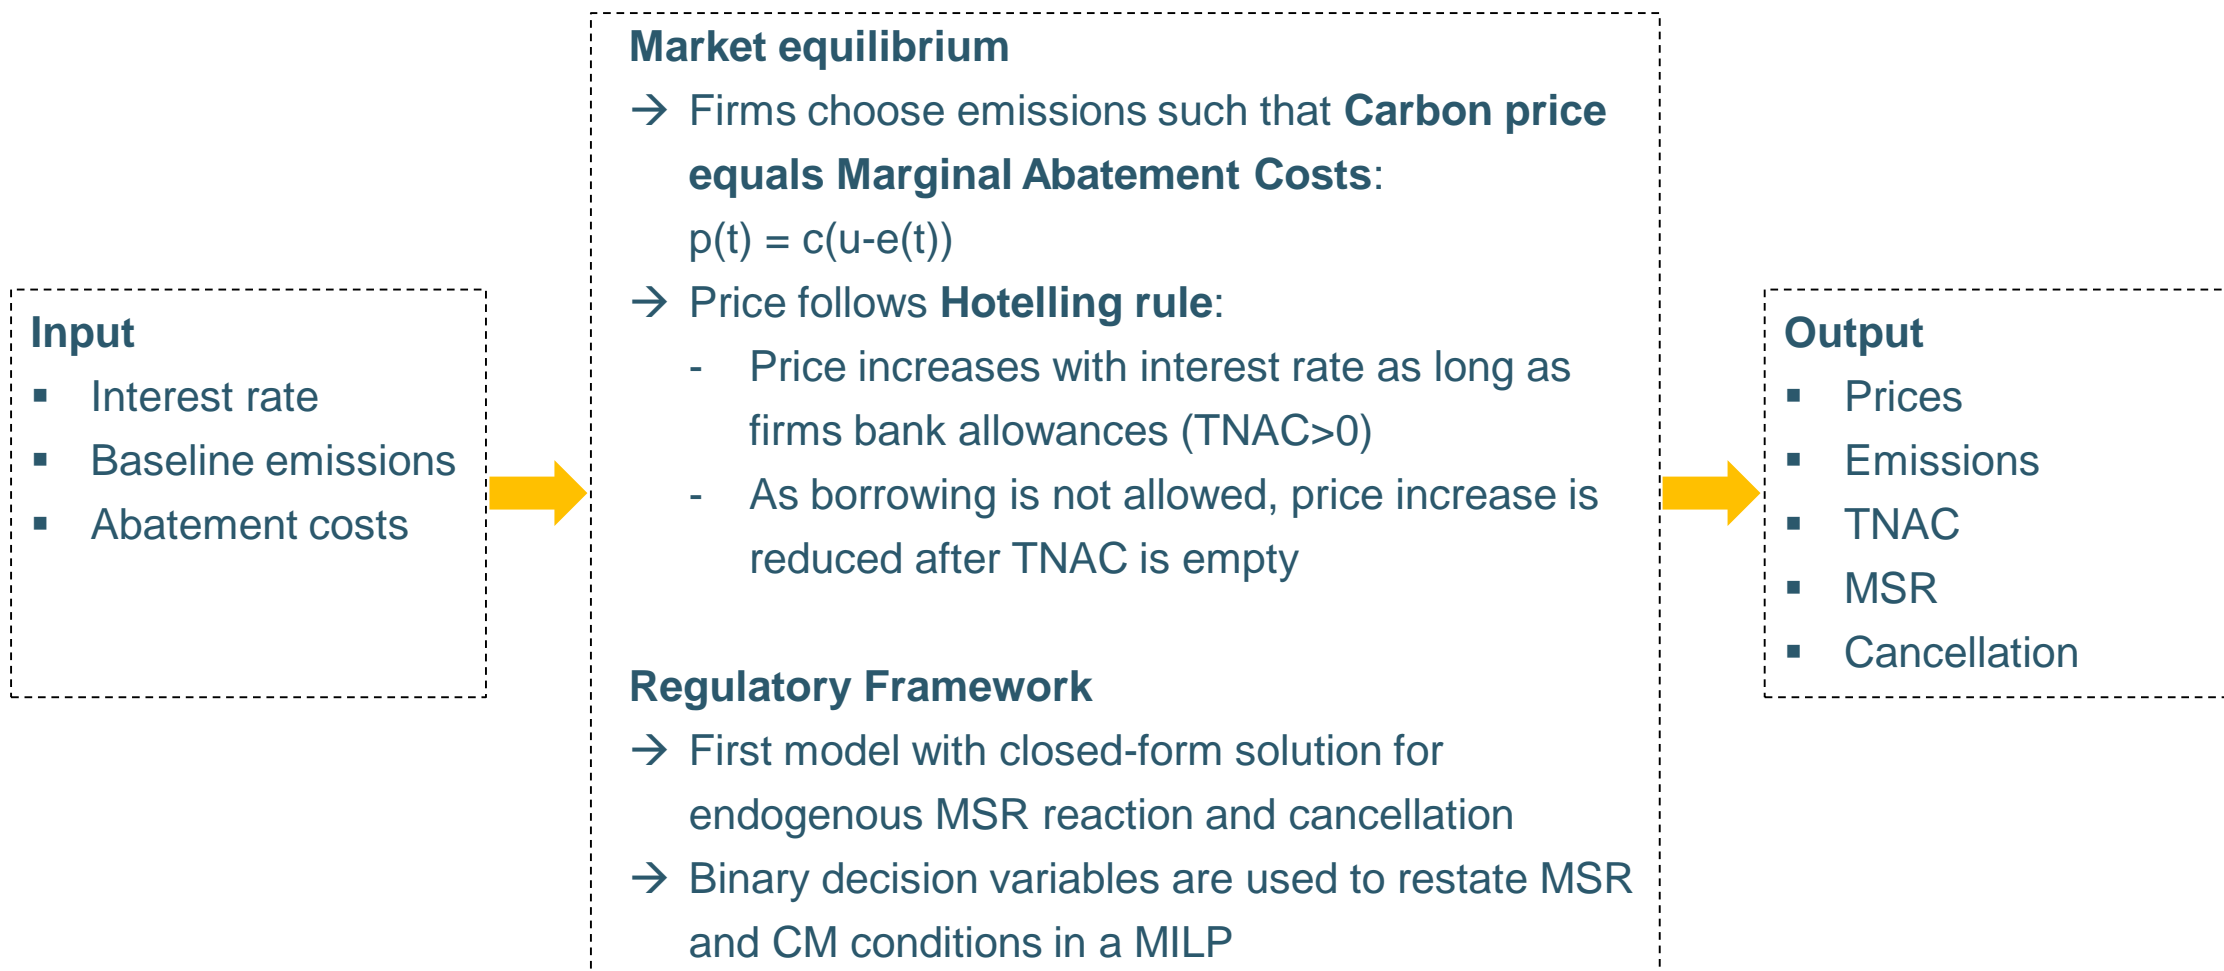 Input
▪ Interest rate
▪ Baseline emissions
▪ Abatement costs
Market equilibrium
→ Firms choose emissions such that Carbon price
equals Marginal Abatement Costs:
p(t) = c(u-e(t))
→ Price follows Hotelling rule:
- Price increases with interest rate as long as
firms bank allowances (TNAC>0)
- As borrowing is not allowed, price increase is
reduced after TNAC is empty
Regulatory Framework
→ First model with closed-form solution for
endogenous MSR reaction and cancellation
→ Binary decision variables are used to restate MSR
and CM conditions in a MILP
Output
▪ Prices
▪ Emissions
▪ TNAC
▪ MSR
▪ Cancellation